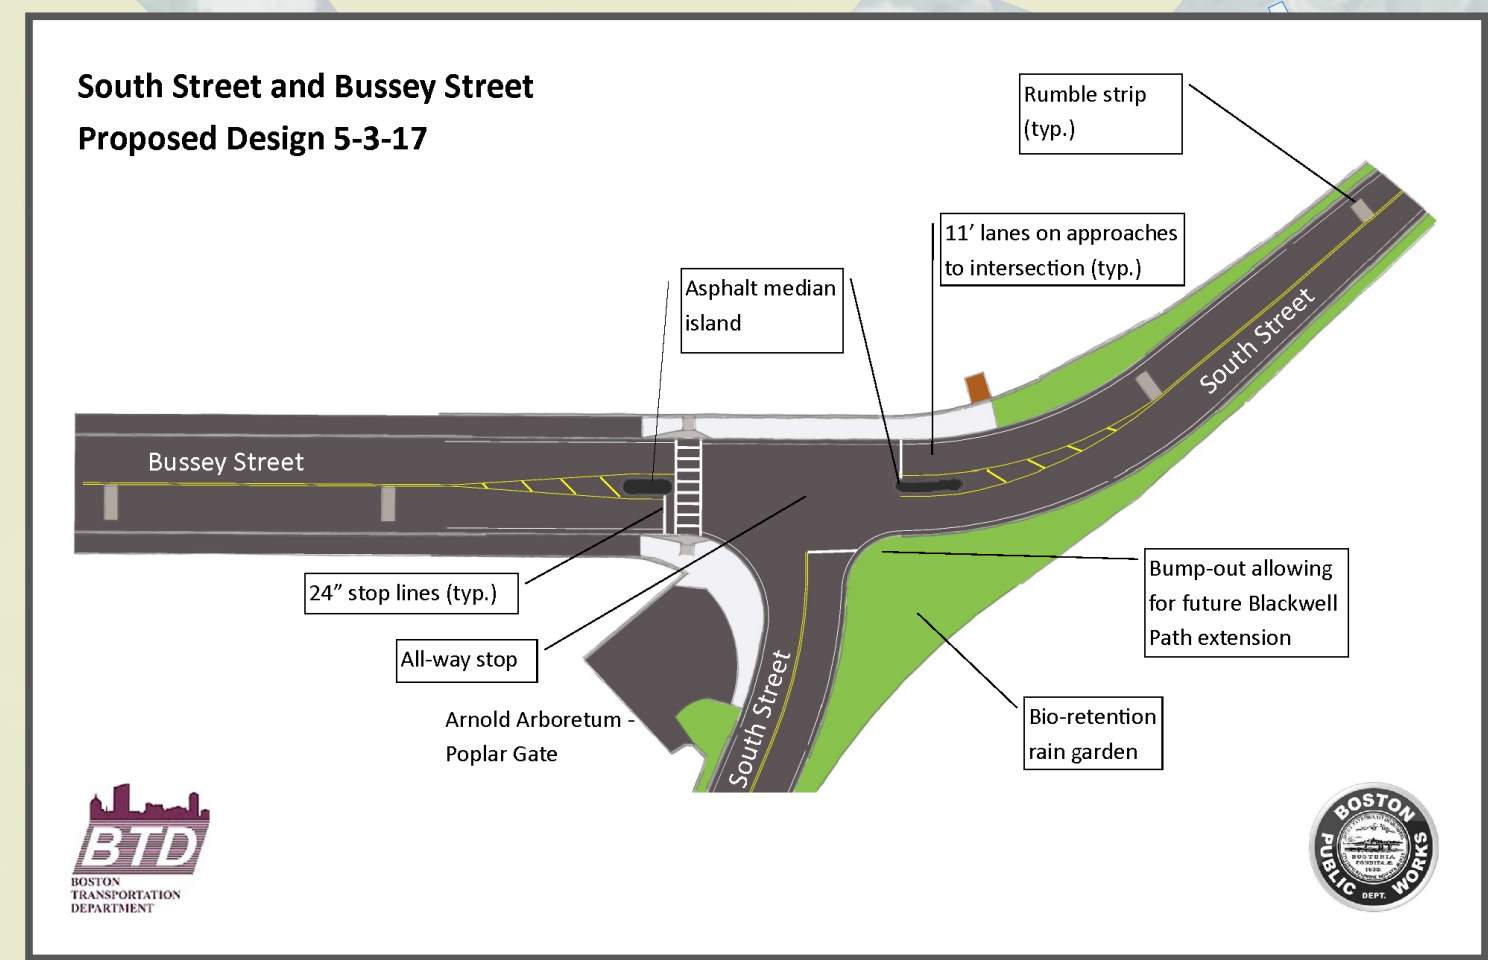 South Street and Bussey Street
Proposed Design 5-3-17
Rumble strip
(typ.)
11’ lanes on approaches
to intersection (typ.)
Asphalt median
island
South Street
Bussey Street
24” stop lines (typ.)
All-way stop
Bump-out allowing
for future Blackwell
Path extension
Arnold Arboretum -
Poplar Gate
South Street
Bio-retention
rain garden
BTD
BOSTON
TRANSPORTATION
DEPARTMENT
BOSTON
PUBLIC WORKS
DEPT.
BOSTONIA
CONDITA A.
1630.